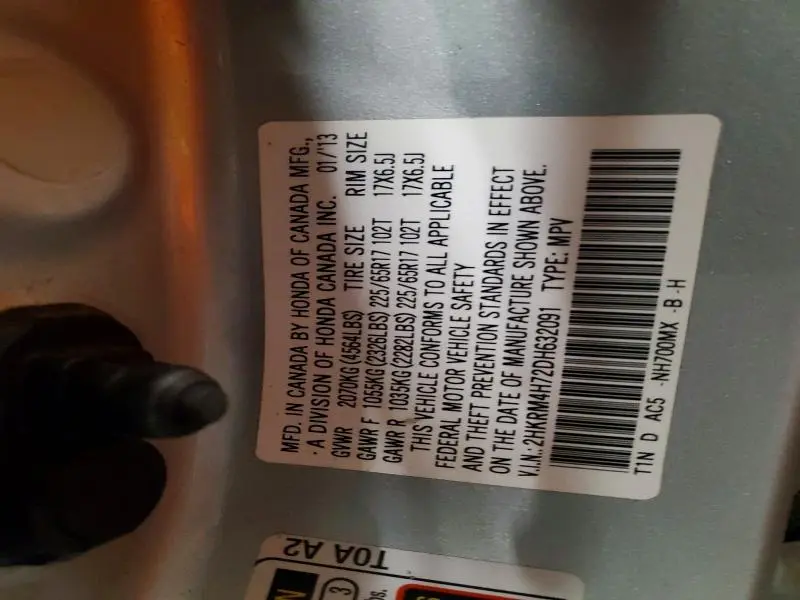 MFD. IN CANADA BY HONDA OF CANADA MFG.,
· A DIVISION OF HONDA CANADA INC. 01/'13
GVWR 2070KG (4564LBS) TIRE SIZE RIM SIZE
GAWR F 1055KG (2326LBS) 225/65R17 102T 17X6.5J
GAWR R 1035KG (2282LBS) 225/65R17 102T 17X6.5J
THIS VEHICLE CONFORMS TO ALL APPLICABLE
FEDERAL MOTOR VEHICLE SAFETY
AND THEFT PREVENTION STANDARDS IN EFFECT
ON THE DATE OF MANUFACTURE SHOWN ABOVE.
V.I.N.: 2HKRM4H72DH632091 TYPE: MPV
T1N D AC5 -NH700MX -B -H
T0A A2
3